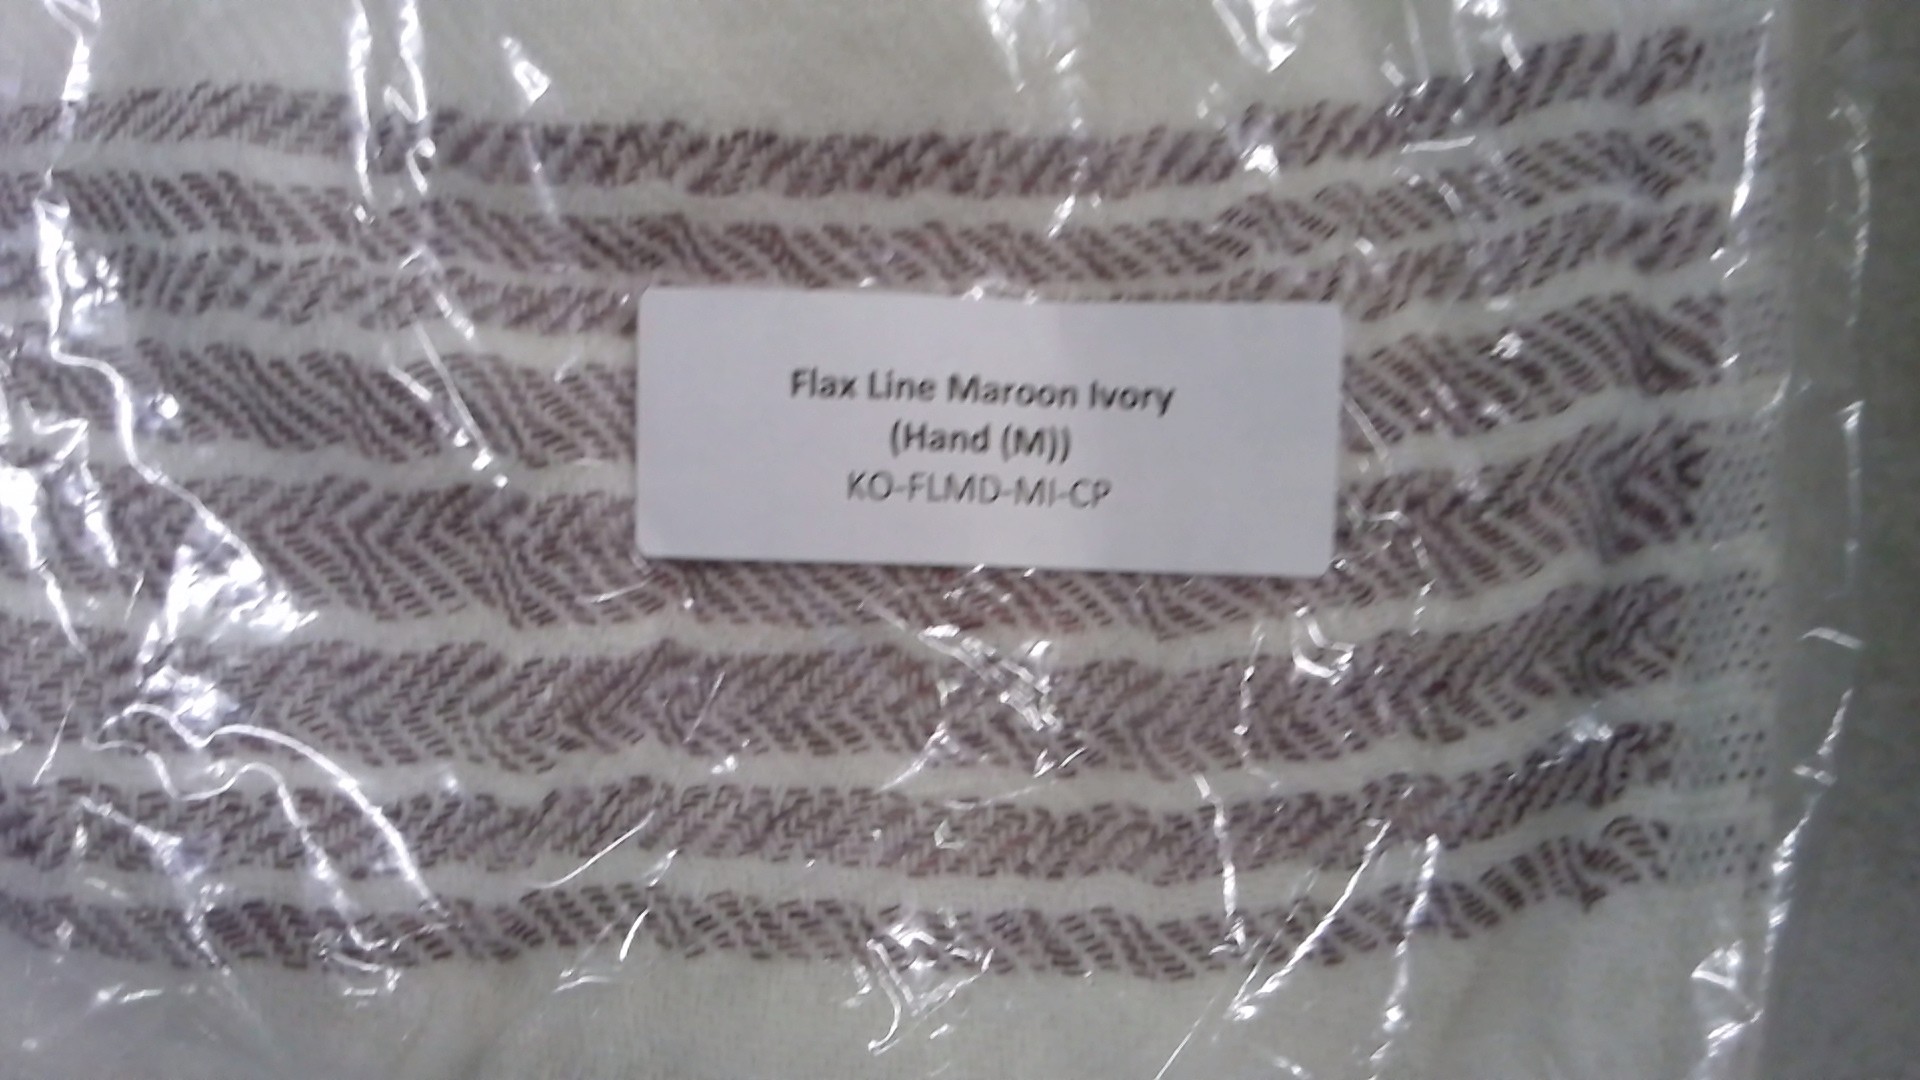 Flax Line Maroon Ivory
(Hand (M))
KO-FLMD-MI-CP